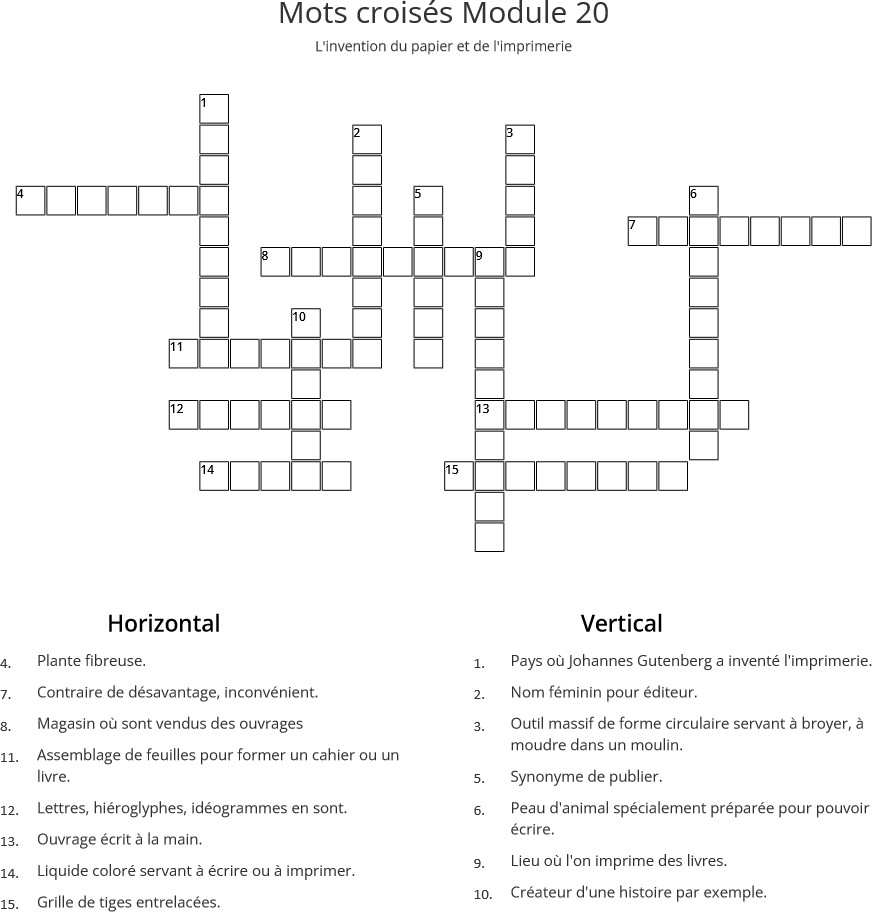 Mots croisés Module 20
L'invention du papier et de l'imprimerie
1
2 3
4 5 6
7
8 9
10
11
12 13
14 15
Horizontal
4. Plante fibreuse.
7. Contraire de désavantage, inconvénient.
8. Magasin où sont vendus des ouvrages
11. Assemblage de feuilles pour former un cahier ou un
livre.
12. Lettres, hiéroglyphes, idéogrammes en sont.
13. Ouvrage écrit à la main.
14. Liquide coloré servant à écrire ou à imprimer.
15. Grille de tiges entrelacées.
Vertical
1. Pays où Johannes Gutenberg a inventé l'imprimerie.
2. Nom féminin pour éditeur.
3. Outil massif de forme circulaire servant à broyer, à
moudre dans un moulin.
5. Synonyme de publier.
6. Peau d'animal spécialement préparée pour pouvoir
écrire.
9. Lieu où l'on imprime des livres.
10. Créateur d'une histoire par exemple.